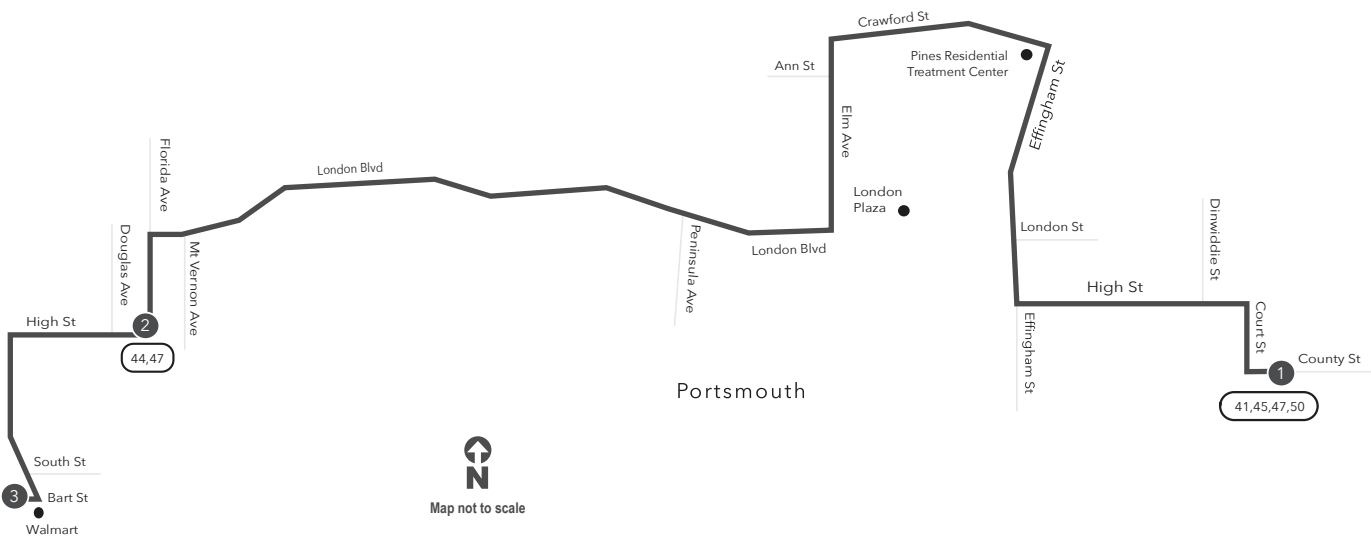 Crawford St
Ann St
Pines Residential
Treatment Center
Effingham St
Elm Ave
Florida Ave
London Blvd
London
Plaza
Dinwiddie St
London St
Peninsula Ave
London Blvd
Douglas Ave
Mt Vernon Ave
High St
Court St
High St
2
Effingham St
44,47
County St
1
Portsmouth
41,45,47,50
South St
N
3
Bart St
Map not to scale
Walmart